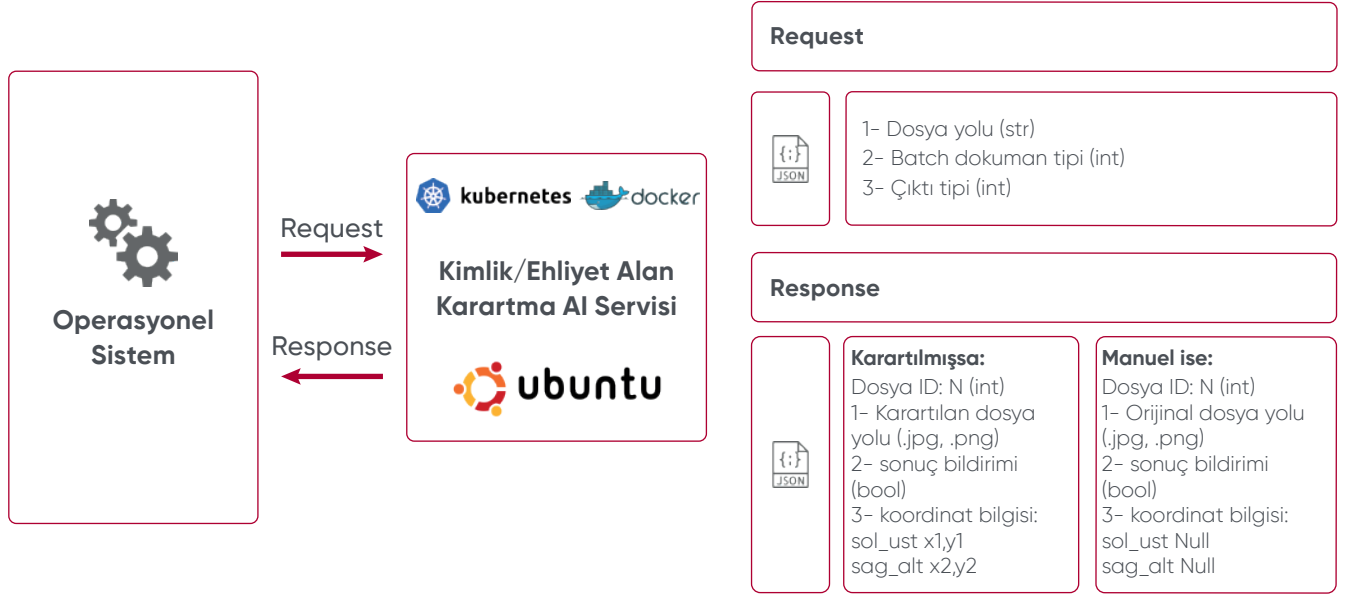 Operasyonel
Sistem
Request
Response
kubernetes
docker
Kimlik/Ehliyet Alan
Karartma AI Servisi
ubuntu
Request
{;}
JSON
1- Dosya yolu (str)
2- Batch dokuman tipi (int)
3- Çıktı tipi (int)
Response
{;}
JSON
Karartılmışsa:
Dosya ID: N (int)
1- Karartılan dosya
yolu (.jpg, .png)
2- sonuç bildirimi
(bool)
3- koordinat bilgisi:
sol_ust x1,y1
sag_alt x2,y2
Manuel ise:
Dosya ID: N (int)
1- Orijinal dosya yolu
(.jpg, .png)
2- sonuç bildirimi
(bool)
3- koordinat bilgisi:
sol_ust Null
sag_alt Null